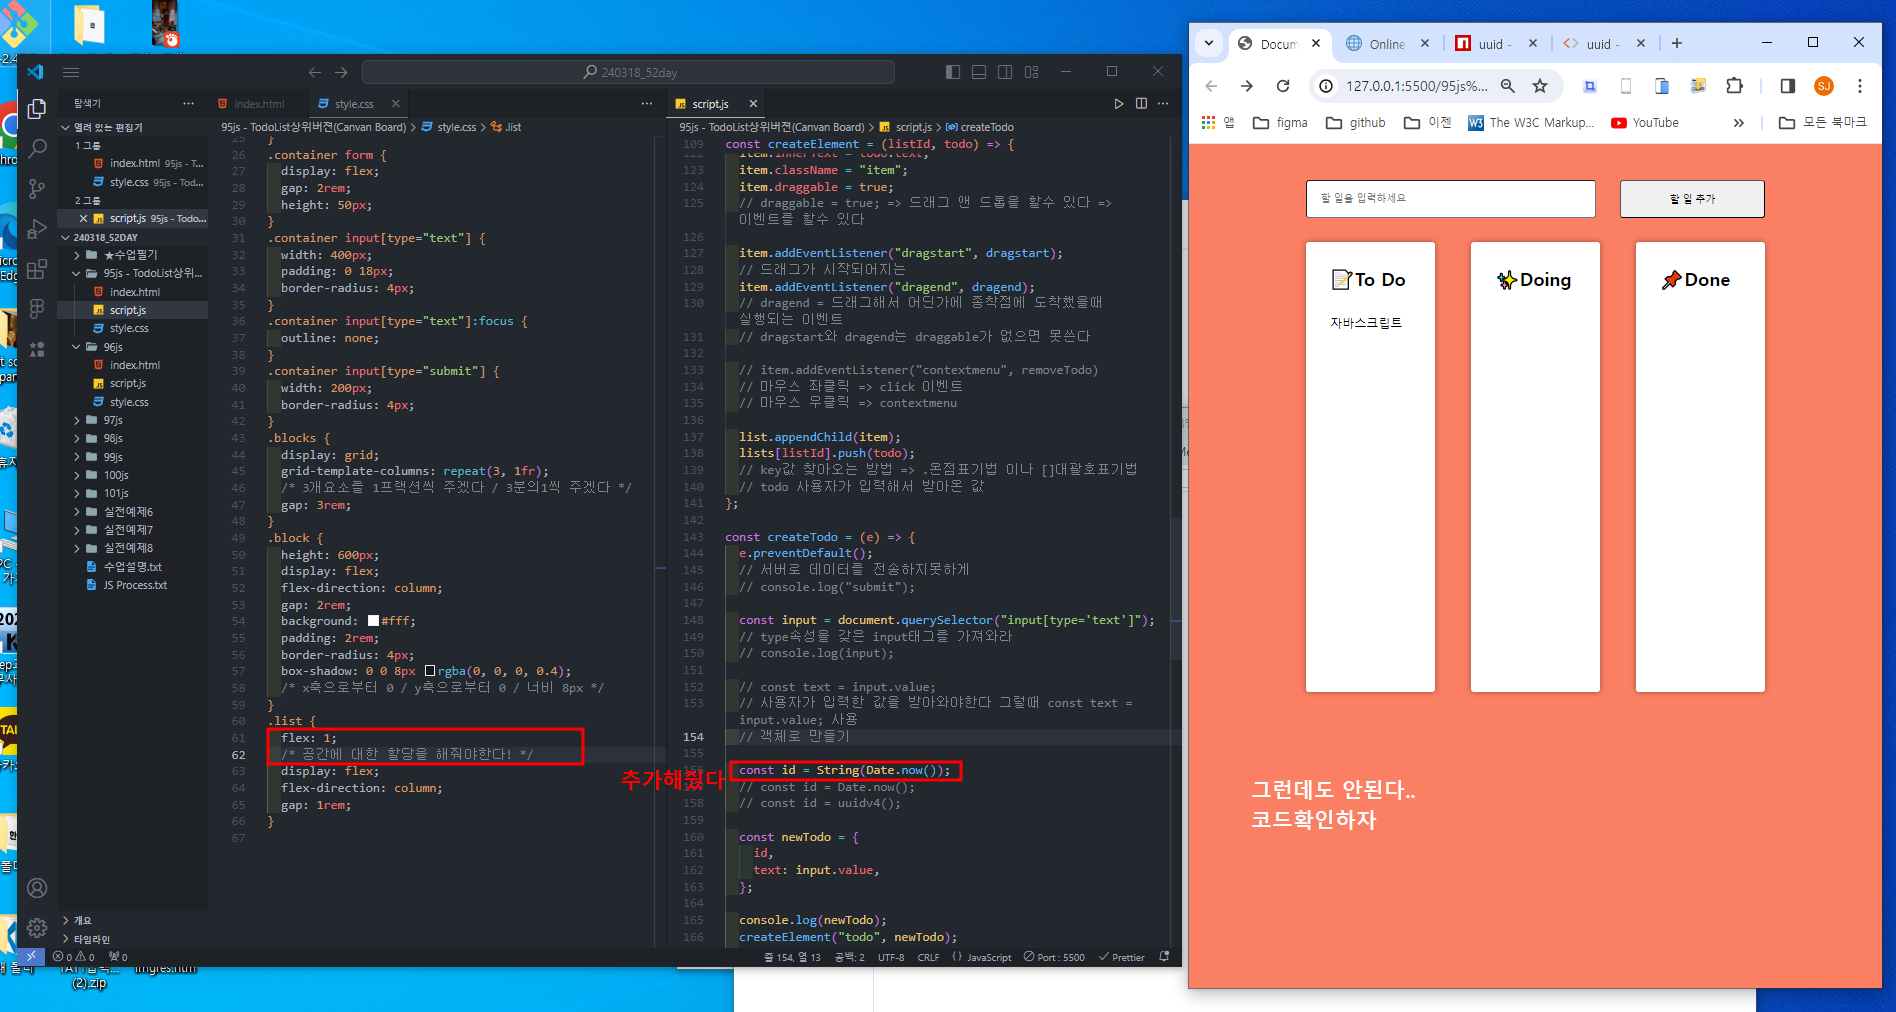 240318_52day
탐색기
index.html
style.css
script.js
95js - TodoList상위버전(Canvan Board) > style.css > .list
95js - TodoList상위버전(Canvan Board) > script.js > createTodo
열려 있는 편집기
1 그룹
index.html 95js - T...
style.css 95js - Tod...
2 그룹
script.js 95js - Todo...
240318_52DAY
★수업필기
95js - TodoList상위...
index.html
script.js
style.css
96js
index.html
script.js
style.css
97js
98js
99js
100js
101js
실전예제6
실전예제7
실전예제8
수업설명.txt
JS Process.txt
개요
타임라인
25 }
26 .container form {
27 display: flex;
28 gap: 2rem;
29 height: 50px;
30 }
31 .container input[type="text"] {
32 width: 400px;
33 padding: 0 18px;
34 border-radius: 4px;
35 }
36 .container input[type="text"]:focus {
37 outline: none;
38 }
39 .container input[type="submit"] {
40 width: 200px;
41 border-radius: 4px;
42 }
43 .blocks {
44 display: grid;
45 grid-template-columns: repeat(3, 1fr);
46 /* 3개요소를 1프랙션씩 주겠다 / 3분의1씩 주겠다 */
47 gap: 3rem;
48 }
49 .block {
50 height: 600px;
51 display: flex;
52 flex-direction: column;
53 gap: 2rem;
54 background: #fff;
55 padding: 2rem;
56 border-radius: 4px;
57 box-shadow: 0 0 8px rgba(0, 0, 0, 0.4);
58 /* x축으로부터 0 / y축으로부터 0 / 너비 8px */
59 }
60 .list {
61 flex: 1;
62 /* 공간에 대한 할당을 해줘야한다! */
63 display: flex;
64 flex-direction: column;
65 gap: 1rem;
66 }
67
109 const createElement = (listId, todo) => {
122 item.innerText = todo.text;
123 item.className = "item";
124 item.draggable = true;
125 // draggable = true; => 드래그 앤 드롭을 할수 있다 =>
이벤트를 할수 있다
126
127 item.addEventListener("dragstart", dragstart);
128 // 드래그가 시작되어지는
129 item.addEventListener("dragend", dragend);
130 // dragend = 드래그해서 어딘가에 종착점에 도착했을때
실행되는 이벤트
131 // dragstart와 dragend는 draggable가 없으면 못쓴다
132
133 // item.addEventListener("contextmenu", removeTodo)
134 // 마우스 좌클릭 => click 이벤트
135 // 마우스 우클릭 => contextmenu
136
137 list.appendChild(item);
138 lists[listId].push(todo);
139 // key값 찾아오는 방법 => .온점표기법 이나 []대괄호표기법
140 // todo 사용자가 입력해서 받아온 값
141 };
142
143 const createTodo = (e) => {
144 e.preventDefault();
145 // 서버로 데이터를 전송하지못하게
146 // console.log("submit");
147
148 const input = document.querySelector("input[type='text']");
149 // type속성을 갖은 input태그를 가져와라
150 // console.log(input);
151
152 // const text = input.value;
153 // 사용자가 입력한 값을 받아와야한다 그럴때 const text =
input.value; 사용
154 // 객체로 만들기
155
156 const id = String(Date.now());
추가해줬다
// const id = Date.now();
158 // const id = uuidv4();
159
160 const newTodo = {
161 id,
162 text: input.value,
163 };
164
165 console.log(newTodo);
166 createElement("todo", newTodo);
0 0 0
줄 154, 열 13 공백: 2 UTF-8 CRLF {} JavaScript Port : 5500 Prettier
(2).zip
Docum
Online
uuid -
uuid -
127.0.0.1:5500/95js%...
SJ
앱 figma github 이젠 The W3C Markup... YouTube » 모든 북마크
할 일을 입력하세요
할 일 추가
📝To Do
✨Doing
📌Done
자바스크립트
그런데도 안된다..
코드확인하자